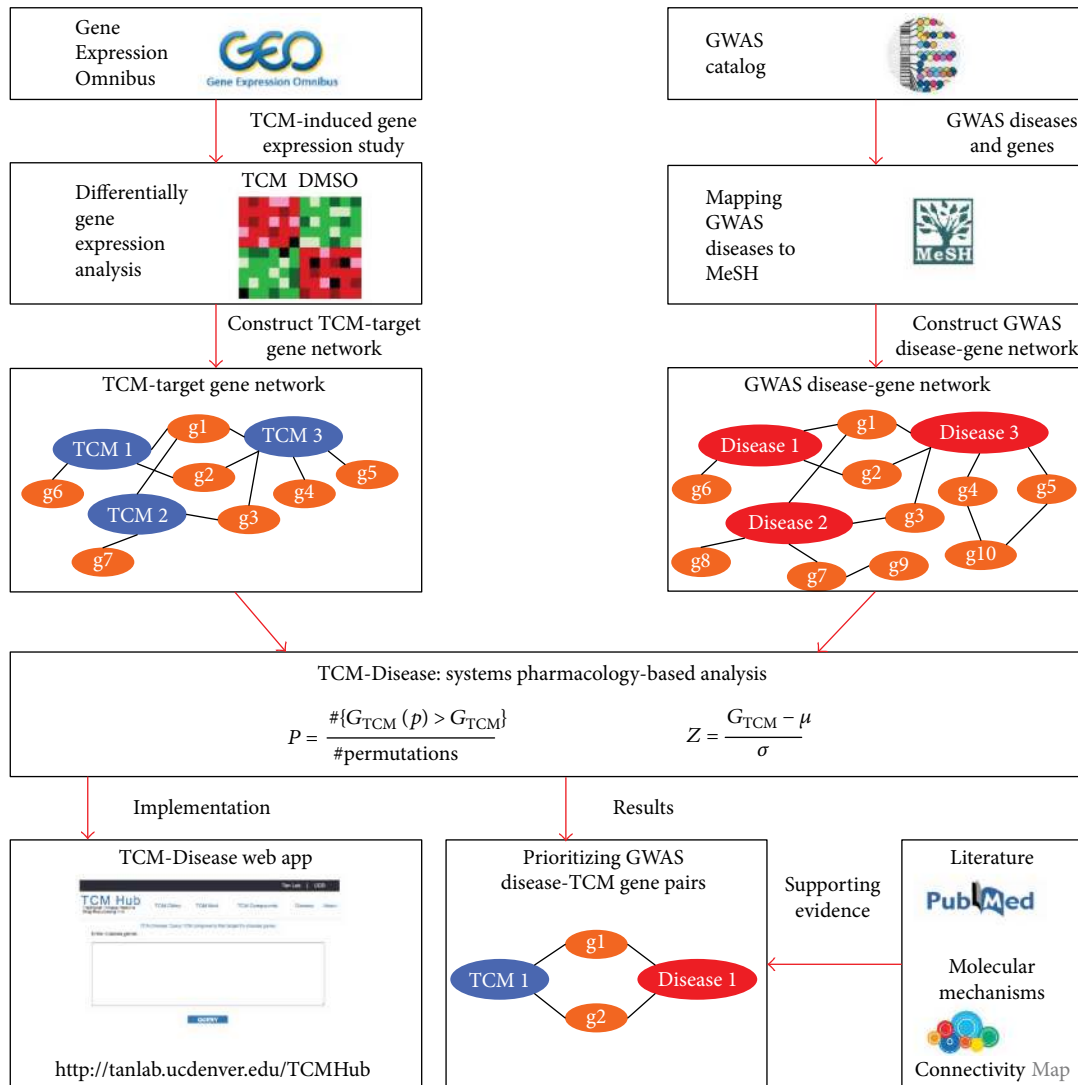 Gene
Expression
Omnibus
GEO
Gene Expression Omnibus
GWAS
catalog
TCM-induced gene
expression study
GWAS diseases
and genes
Differentially
gene
expression
analysis
TCM DMSO
Mapping
GWAS
diseases to
MeSH
MeSH
Construct TCM-target
gene network
Construct GWAS
disease-gene network
TCM-target gene network
TCM 1
g1
TCM 3
g2
g6
g4
g5
TCM 2
g3
g7
GWAS disease-gene network
Disease 1
g1
Disease 3
g2
g6
g4
g5
Disease 2
g3
g8
g7
g9
g10
TCM-Disease: systems pharmacology-based analysis
P = #{G_TCM (p) > G_TCM} / #permutations
Z = (G_TCM − μ) / σ
Implementation
Results
TCM-Disease web app
TCM Hub
QUERY
http://tanlab.ucdenver.edu/TCMHub
Prioritizing GWAS
disease-TCM gene pairs
g1
TCM 1
Disease 1
g2
Supporting
evidence
Literature
PubMed
Molecular
mechanisms
Connectivity Map